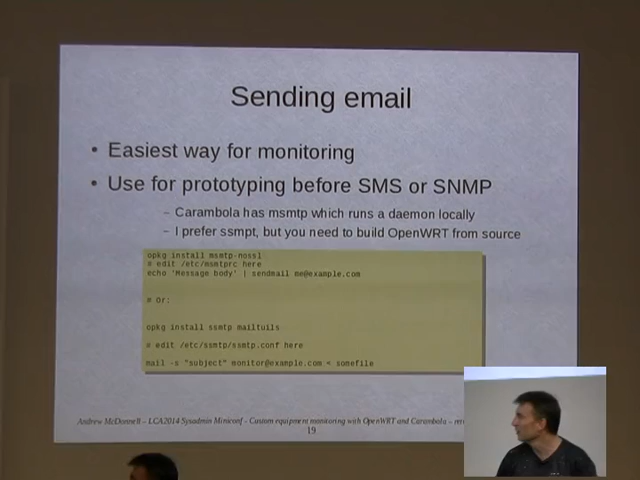 Sending email
• Easiest way for monitoring
• Use for prototyping before SMS or SNMP
– Carambola has msmtp which runs a daemon locally
– I prefer ssmpt, but you need to build OpenWRT from source
opkg install msmtp-nossl
# edit /etc/msmtprc here
echo 'Message body' | sendmail me@example.com
# Or:
opkg install ssmtp mailtuils
# edit /etc/ssmtp/ssmtp.conf here
mail -s "subject" monitor@example.com < somefile
Andrew McDonnell – LCA2014 Sysadmin Miniconf - Custom equipment monitoring with OpenWRT and Carambola –
19